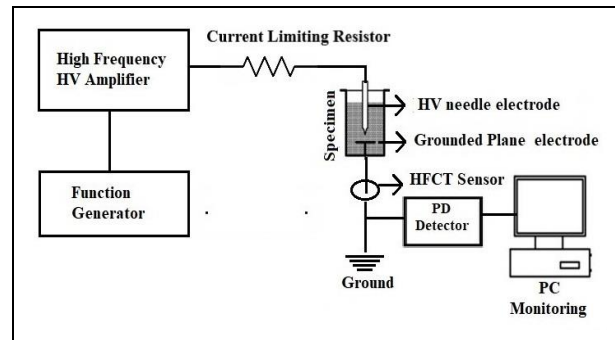 High Frequency
HV Amplifier
Current Limiting Resistor
Specimen
HV needle electrode
Grounded Plane electrode
HFCT Sensor
Function
Generator
PD
Detector
Ground
PC
Monitoring